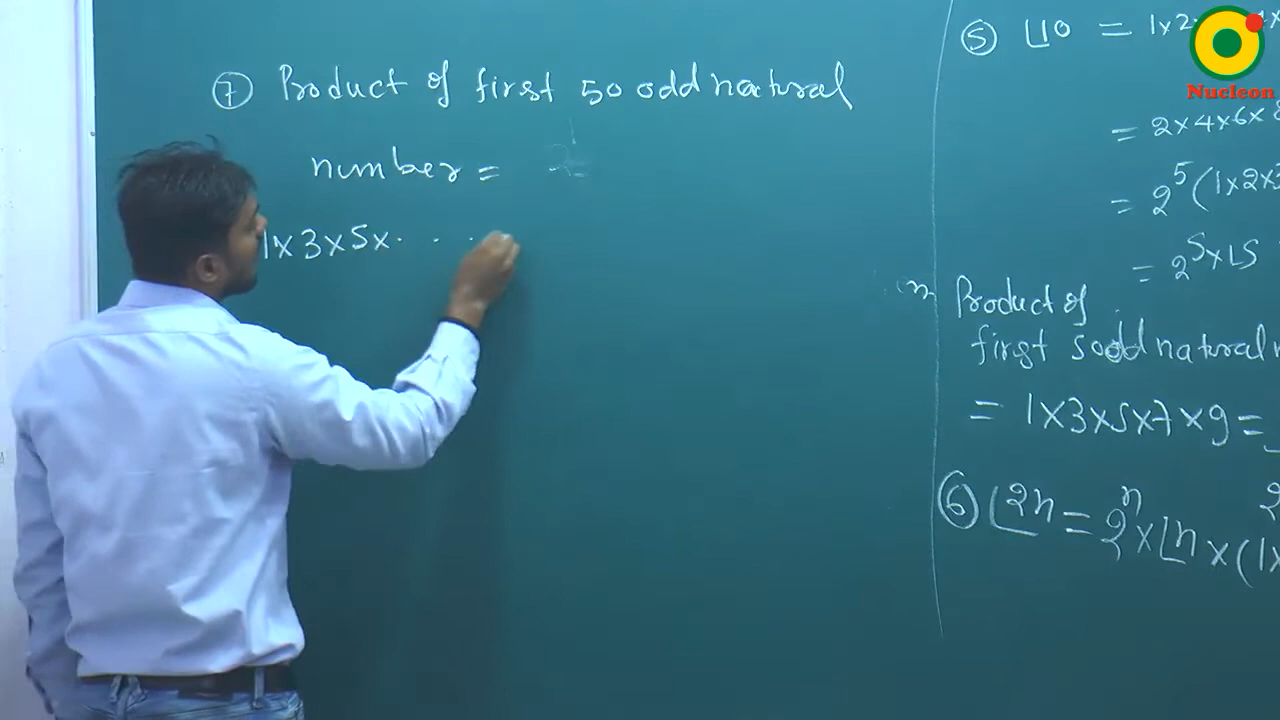 ⑦ Product of first 50 odd natural
number =
1×3×5×. . .
⑤ ⌊10 = 1×2×
= 2×4×6×8
= 2⁵(1×2×3
= 2⁵×⌊5
Product of
first 5 odd natural
= 1×3×5×7×9=
⑥ ⌊2n = 2ⁿ×⌊n×(1×
Nucleon